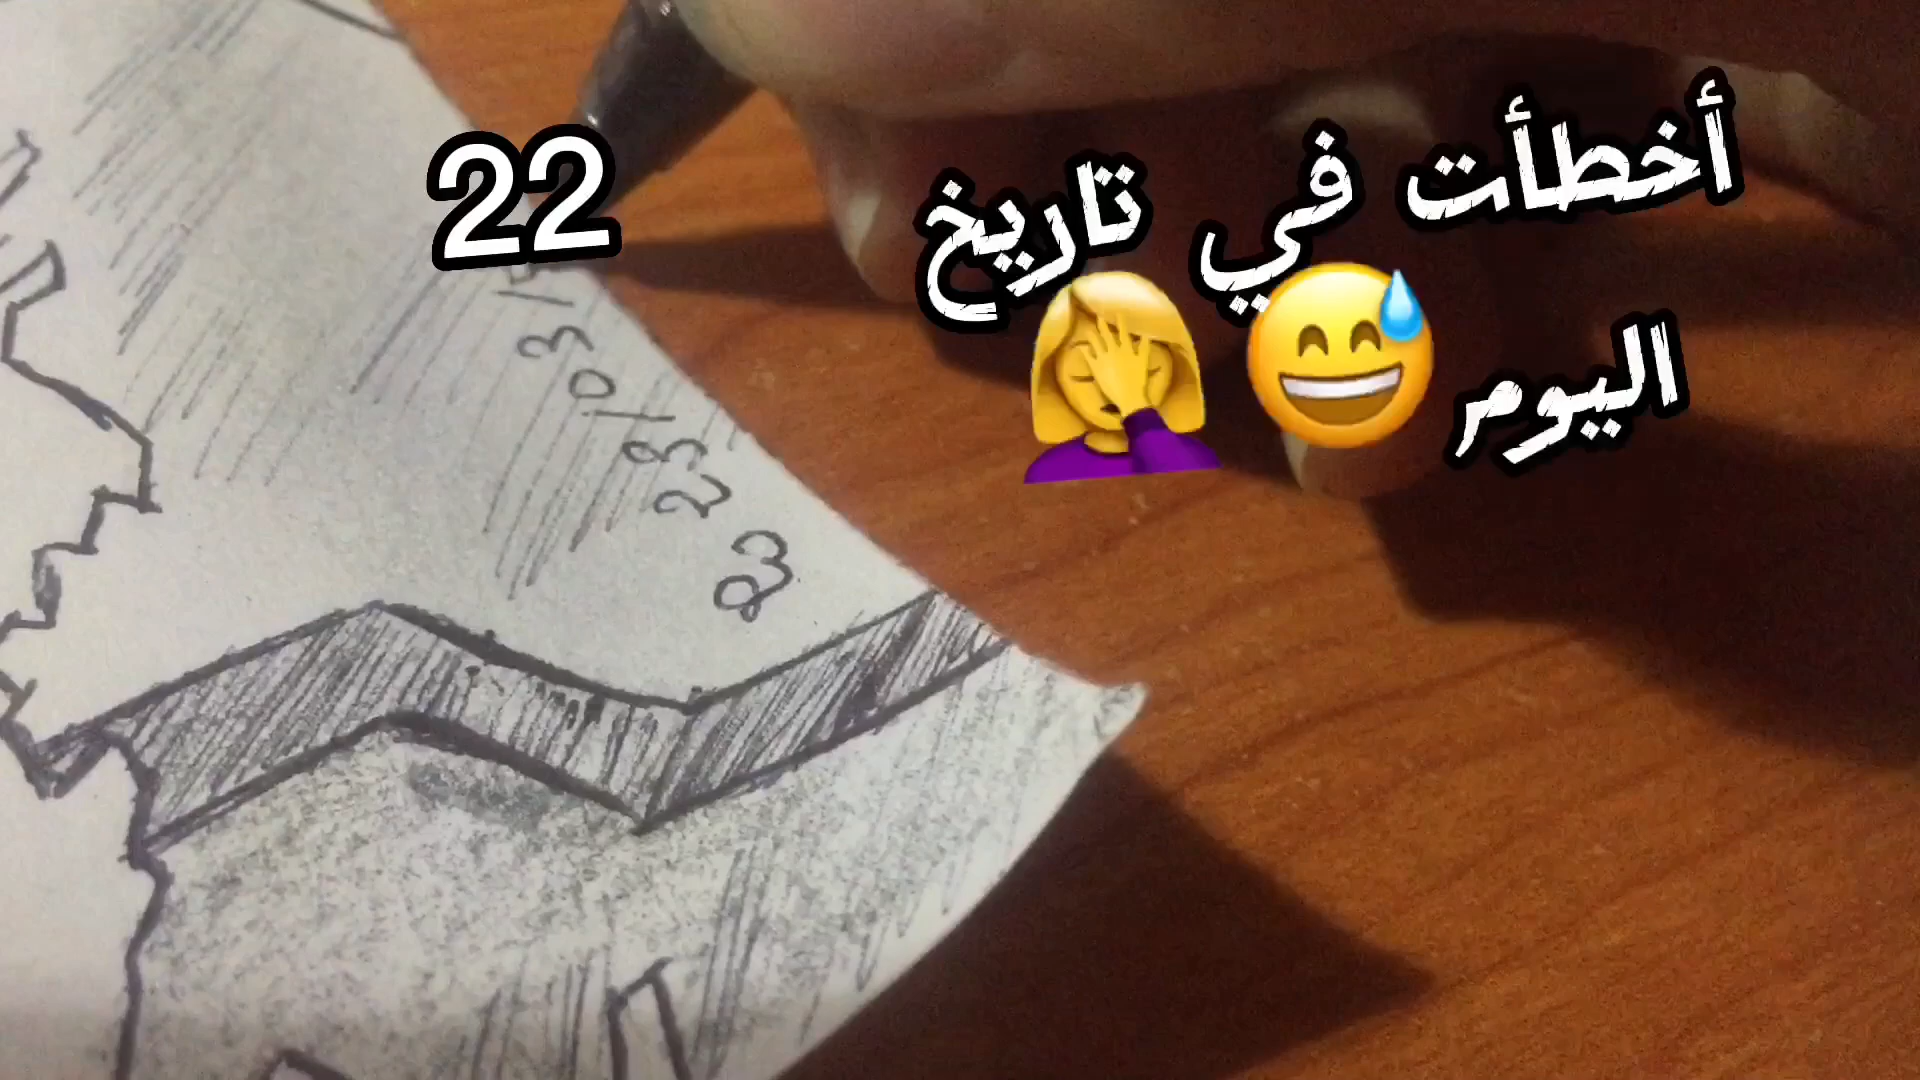 أخطأت في تاريخ
اليوم 😅🤦‍♀️
22